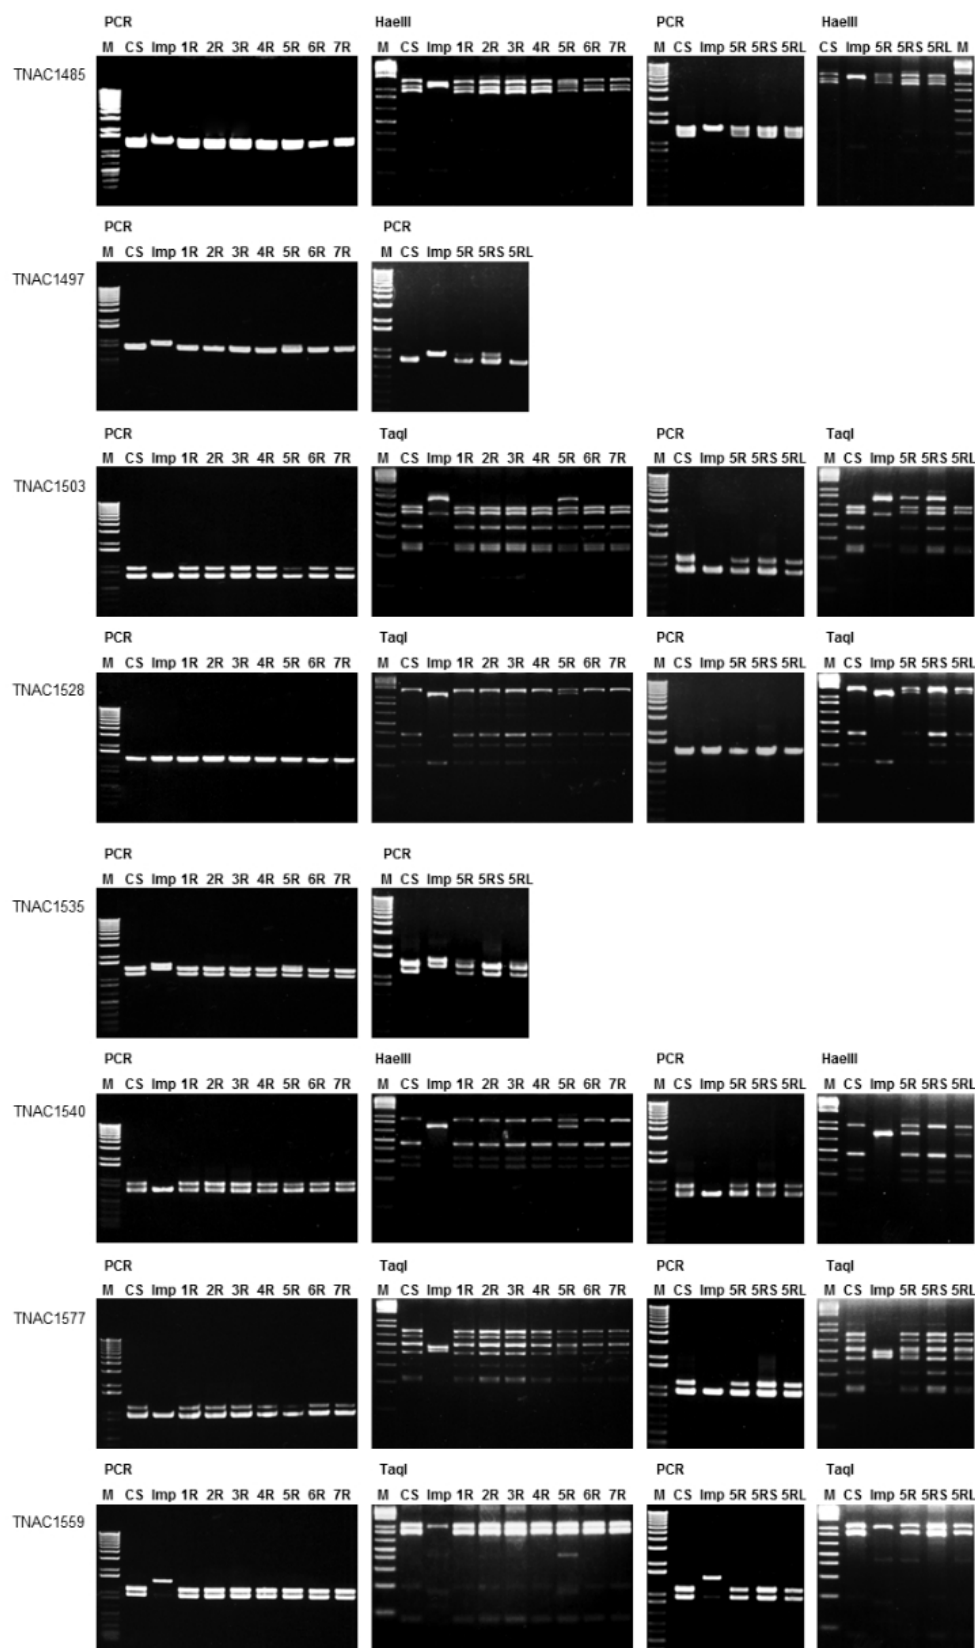 PCR HaeIII PCR HaeIII
M CS Imp 1R 2R 3R 4R 5R 6R 7R M CS Imp 1R 2R 3R 4R 5R 6R 7R M CS Imp 5R 5RS 5RL CS Imp 5R 5RS 5RL M
TNAC1485
PCR PCR
M CS Imp 1R 2R 3R 4R 5R 6R 7R M CS Imp 5R 5RS 5RL
TNAC1497
PCR TaqI PCR TaqI
M CS Imp 1R 2R 3R 4R 5R 6R 7R M CS Imp 1R 2R 3R 4R 5R 6R 7R M CS Imp 5R 5RS 5RL M CS Imp 5R 5RS 5RL
TNAC1503
PCR TaqI PCR TaqI
M CS Imp 1R 2R 3R 4R 5R 6R 7R M CS Imp 1R 2R 3R 4R 5R 6R 7R M CS Imp 5R 5RS 5RL M CS Imp 5R 5RS 5RL
TNAC1528
PCR PCR
M CS Imp 1R 2R 3R 4R 5R 6R 7R M CS Imp 5R 5RS 5RL
TNAC1535
PCR HaeIII PCR HaeIII
M CS Imp 1R 2R 3R 4R 5R 6R 7R M CS Imp 1R 2R 3R 4R 5R 6R 7R M CS Imp 5R 5RS 5RL M CS Imp 5R 5RS 5RL
TNAC1540
PCR TaqI PCR TaqI
M CS Imp 1R 2R 3R 4R 5R 6R 7R M CS Imp 1R 2R 3R 4R 5R 6R 7R M CS Imp 5R 5RS 5RL M CS Imp 5R 5RS 5RL
TNAC1577
PCR TaqI PCR TaqI
M CS Imp 1R 2R 3R 4R 5R 6R 7R M CS Imp 1R 2R 3R 4R 5R 6R 7R M CS Imp 5R 5RS 5RL M CS Imp 5R 5RS 5RL
TNAC1559